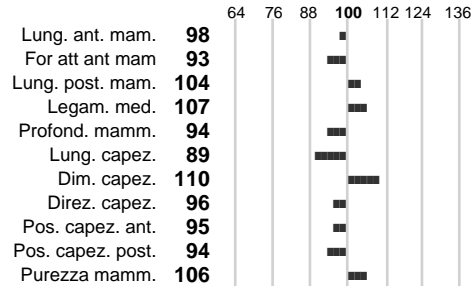 64 76 88 100 112 124 136
Lung. ant. mam. 98
For att ant mam 93
Lung. post. mam. 104
Legam. med. 107
Profond. mamm. 94
Lung. capez. 89
Dim. capez. 110
Direz. capez. 96
Pos. capez. ant. 95
Pos. capez. post. 94
Purezza mamm. 106